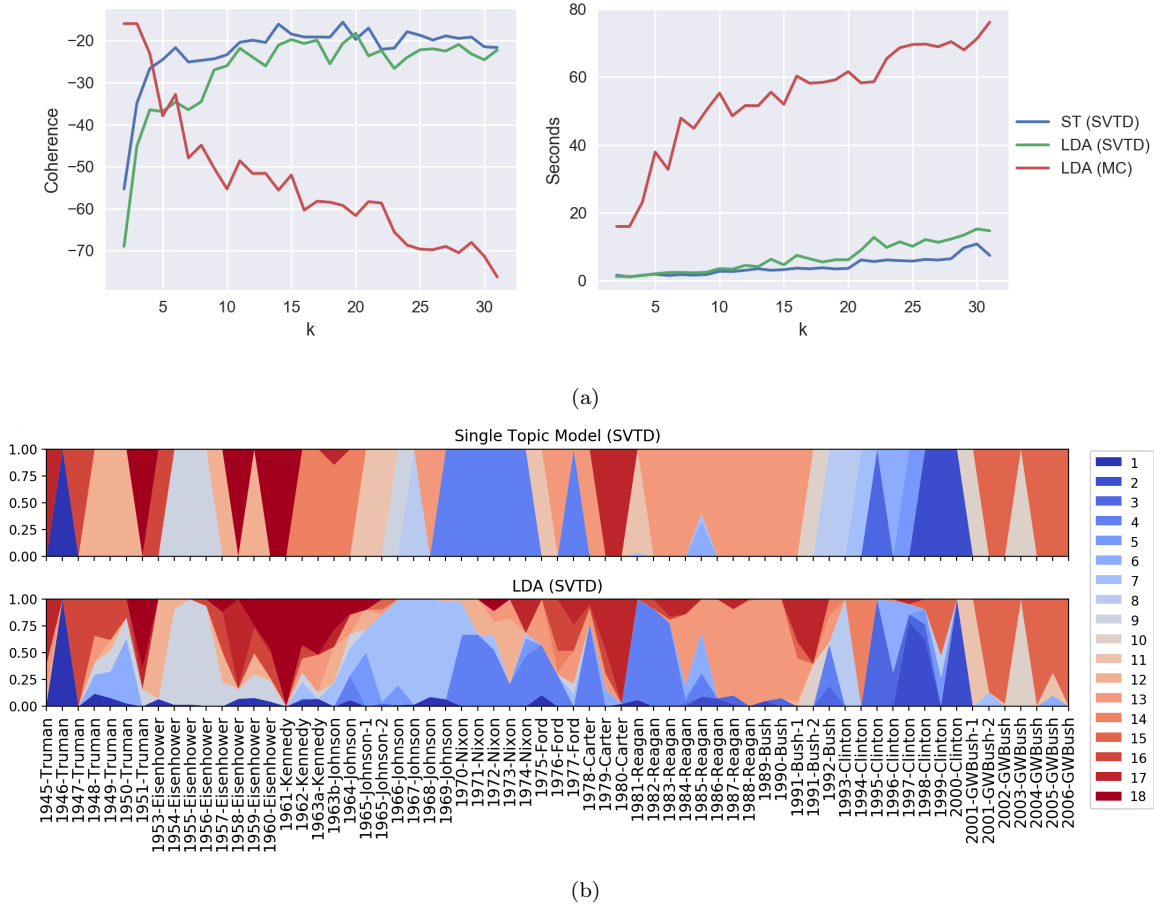 −20
−30
−40
−50
−60
−70
Coherence
5 10 15 20 25 30
k
80
60
40
20
0
Seconds
5 10 15 20 25 30
k
ST (SVTD)
LDA (SVTD)
LDA (MC)
(a)
Single Topic Model (SVTD)
1.00
0.75
0.50
0.25
0.00
LDA (SVTD)
1.00
0.75
0.50
0.25
0.00
1945-Truman
1946-Truman
1947-Truman
1948-Truman
1949-Truman
1950-Truman
1951-Truman
1953-Eisenhower
1954-Eisenhower
1955-Eisenhower
1956-Eisenhower
1957-Eisenhower
1958-Eisenhower
1959-Eisenhower
1960-Eisenhower
1961-Kennedy
1962-Kennedy
1963a-Kennedy
1963b-Johnson
1964-Johnson
1965-Johnson-1
1965-Johnson-2
1966-Johnson
1967-Johnson
1968-Johnson
1969-Johnson
1970-Nixon
1971-Nixon
1972-Nixon
1973-Nixon
1974-Nixon
1975-Ford
1976-Ford
1977-Ford
1978-Carter
1979-Carter
1980-Carter
1981-Reagan
1982-Reagan
1983-Reagan
1984-Reagan
1985-Reagan
1986-Reagan
1987-Reagan
1988-Reagan
1989-Bush
1990-Bush
1991-Bush-1
1991-Bush-2
1992-Bush
1993-Clinton
1994-Clinton
1995-Clinton
1996-Clinton
1997-Clinton
1998-Clinton
1999-Clinton
2000-Clinton
2001-GWBush-1
2001-GWBush-2
2002-GWBush
2003-GWBush
2004-GWBush
2005-GWBush
2006-GWBush
1
2
3
4
5
6
7
8
9
10
11
12
13
14
15
16
17
18
(b)